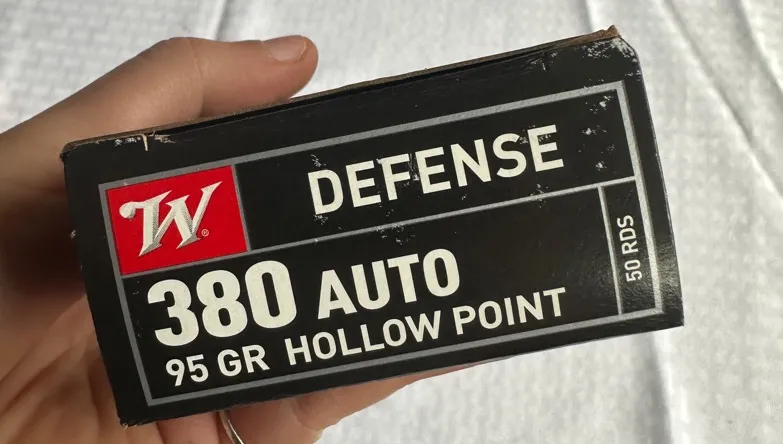 W
DEFENSE
380 AUTO
95 GR HOLLOW POINT
50 RDS